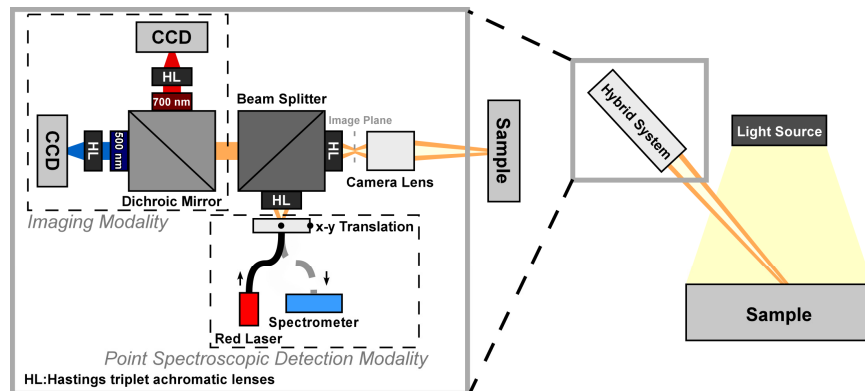 CCD
HL
700 nm
Beam Splitter
Image Plane
CCD
HL
500 nm
HL
Sample
Camera Lens
Dichroic Mirror
HL
Imaging Modality
x-y Translation
Spectrometer
Red Laser
Point Spectroscopic Detection Modality
HL:Hastings triplet achromatic lenses
Hybrid System
Light Source
Sample